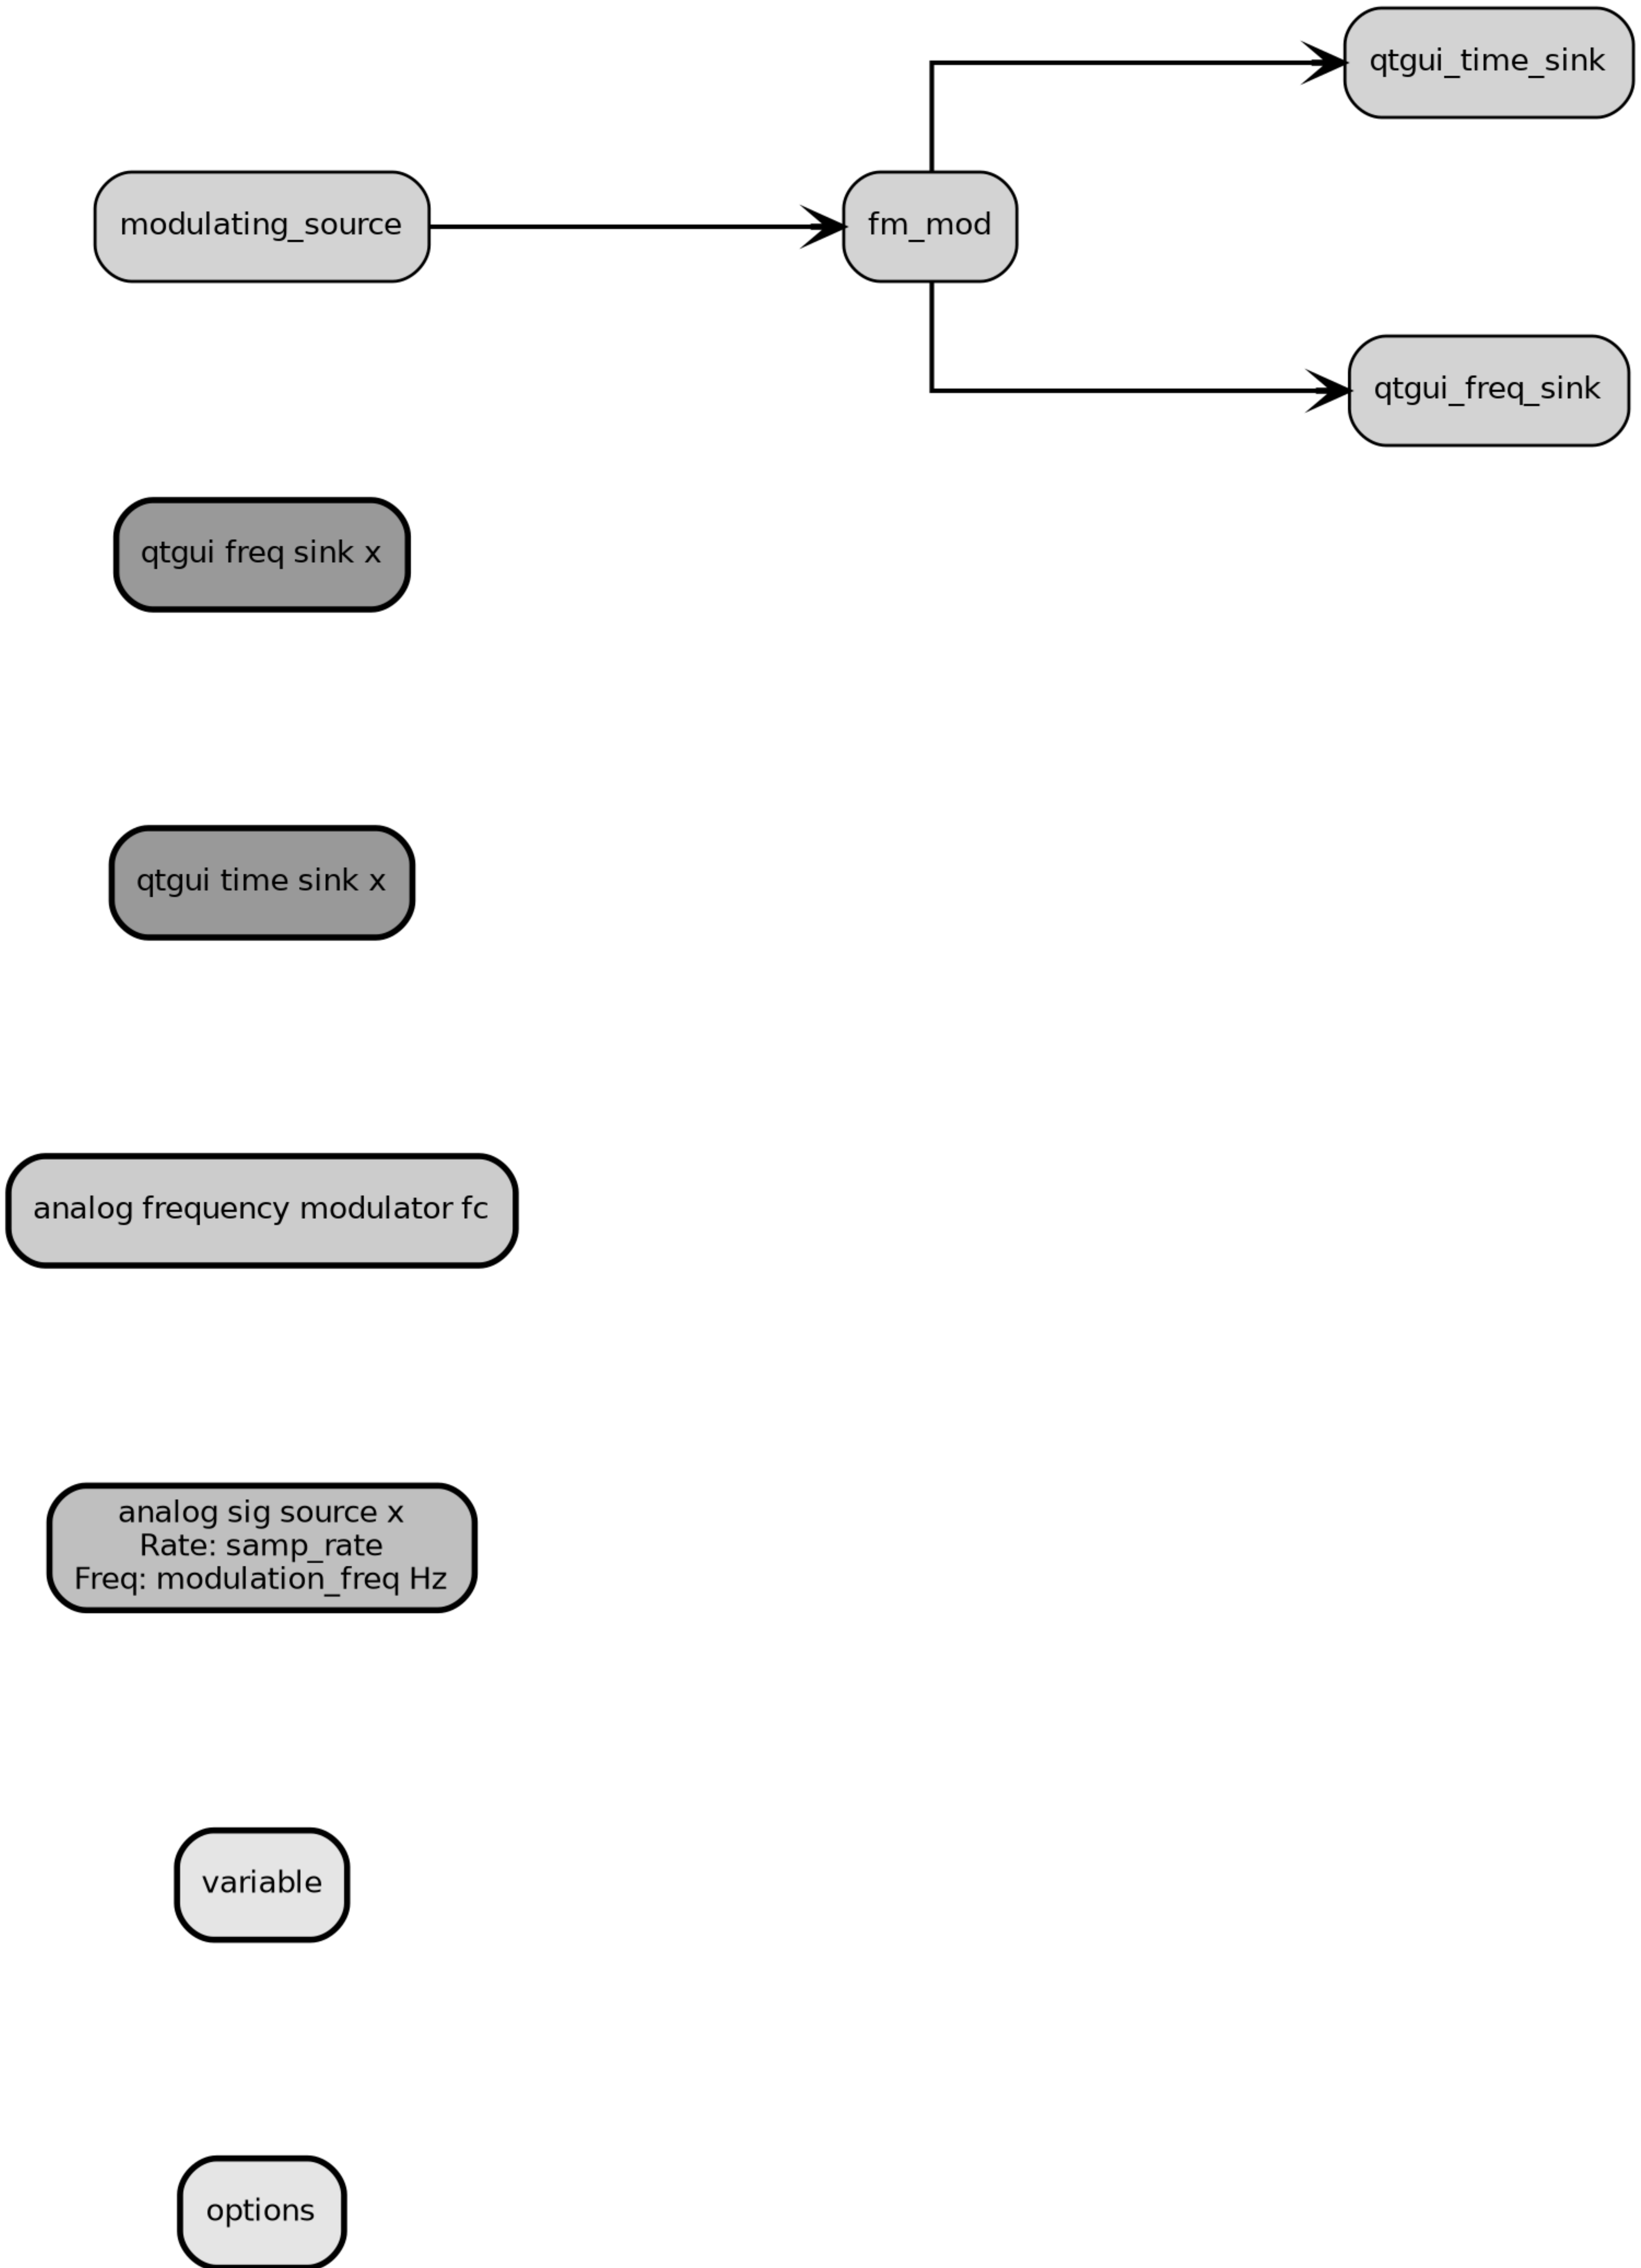 qtgui_time_sink
modulating_source
fm_mod
qtgui_freq_sink
qtgui freq sink x
qtgui time sink x
analog frequency modulator fc
analog sig source x
Rate: samp_rate
Freq: modulation_freq Hz
variable
options